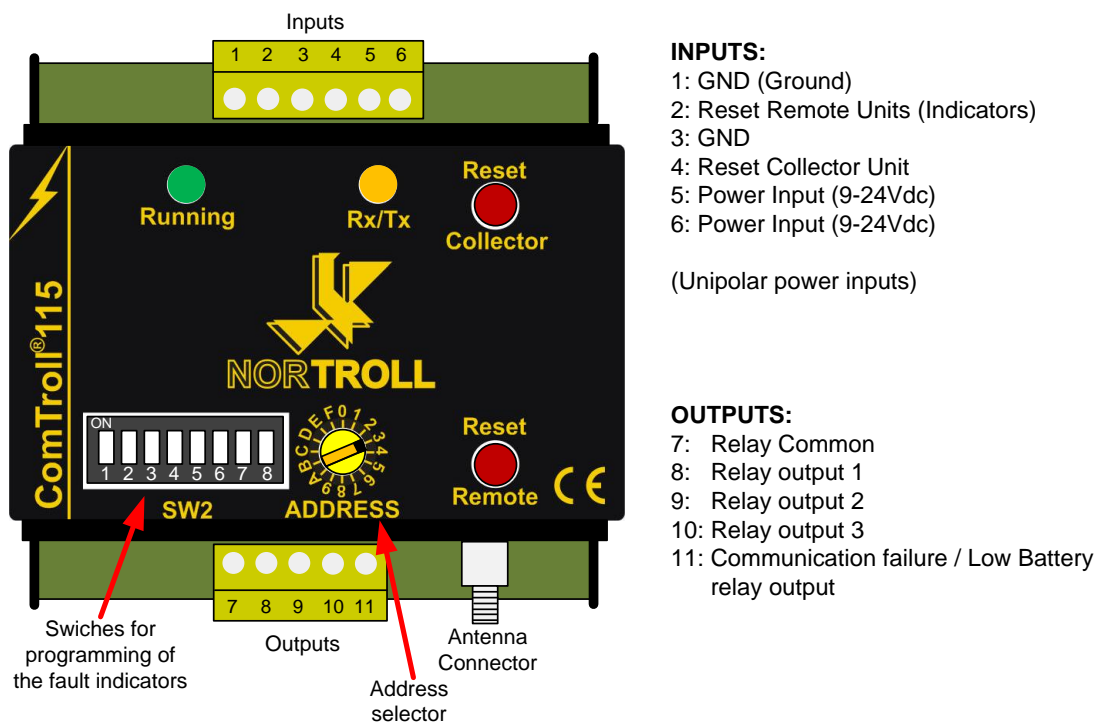 Inputs
1 2 3 4 5 6
INPUTS:
1: GND (Ground)
2: Reset Remote Units (Indicators)
3: GND
4: Reset Collector Unit
5: Power Input (9-24Vdc)
6: Power Input (9-24Vdc)
(Unipolar power inputs)
Running
Rx/Tx
Reset
Collector
ComTroll®115
NORTROLL
ON
1 2 3 4 5 6 7 8
SW2
F 0 1 2 3 4 5 6 7 8 9 A B C D E
ADDRESS
Reset
Remote
CE
OUTPUTS:
7: Relay Common
8: Relay output 1
9: Relay output 2
10: Relay output 3
11: Communication failure / Low Battery
relay output
7 8 9 10 11
Outputs
Swiches for
programming of
the fault indicators
Antenna
Connector
Address
selector